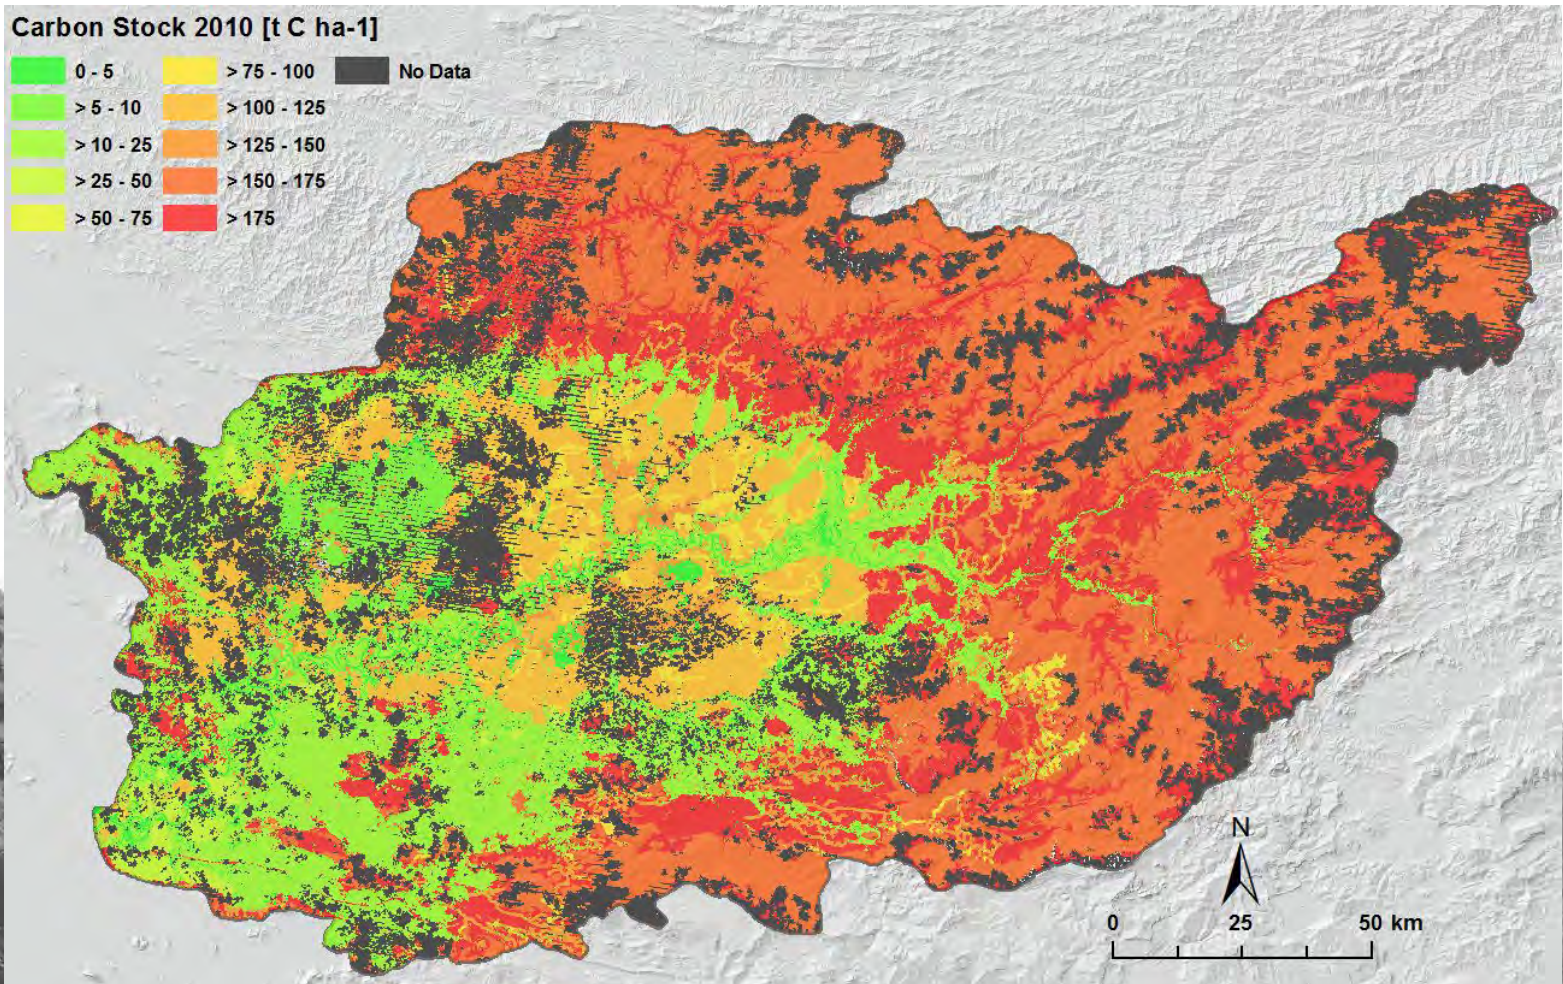 Carbon Stock 2010 [t C ha-1]
0 - 5
> 5 - 10
> 10 - 25
> 25 - 50
> 50 - 75
> 75 - 100
> 100 - 125
> 125 - 150
> 150 - 175
> 175
No Data
N
0 25 50 km